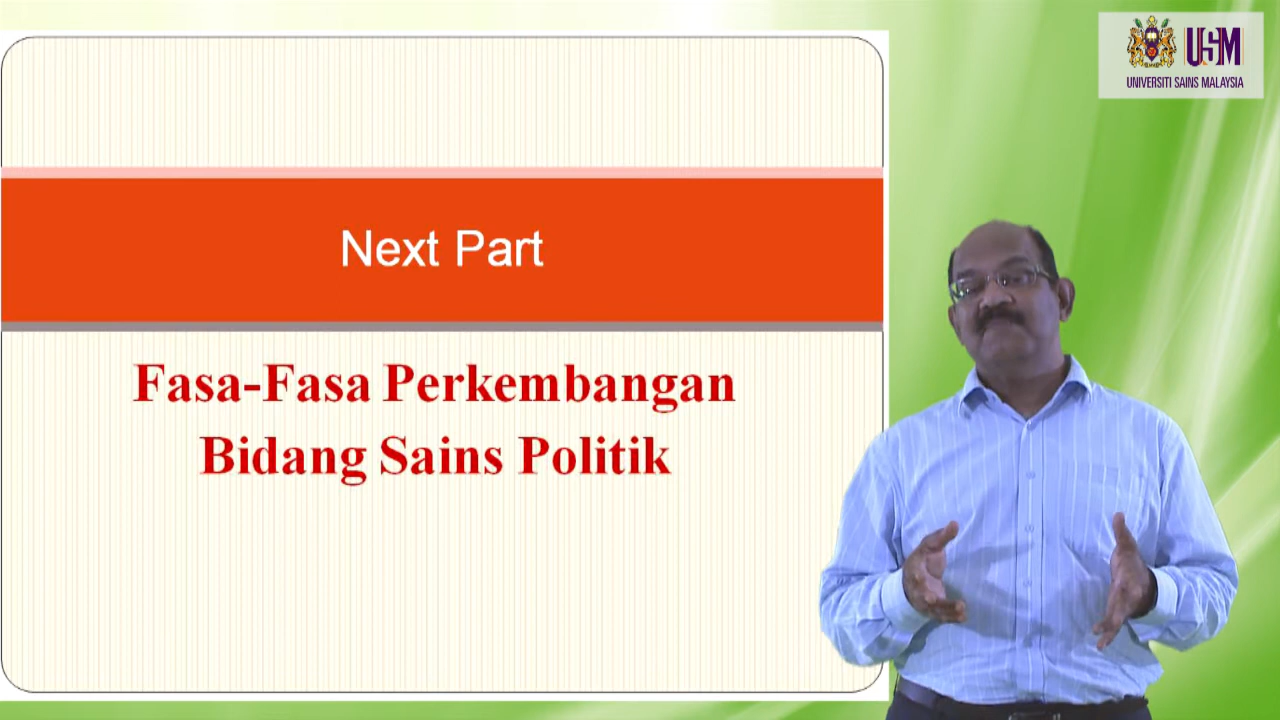 USM
UNIVERSITI SAINS MALAYSIA
Next Part
Fasa-Fasa Perkembangan
Bidang Sains Politik